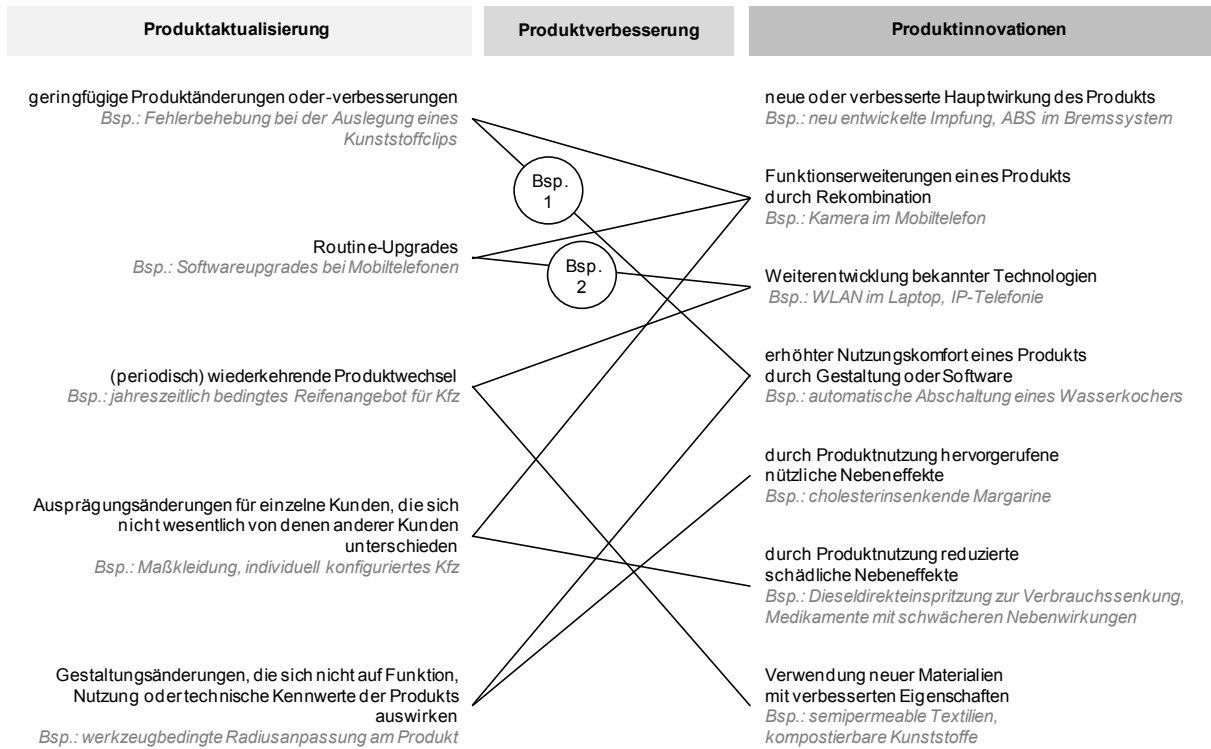 Produktaktualisierung
Produktverbesserung
Produktinnovationen
geringfügige Produktänderungen oder -verbesserungen
Bsp.: Fehlerbehebung bei der Auslegung eines
Kunststoffclips
Routine-Upgrades
Bsp.: Softwareupgrades bei Mobiltelefonen
(periodisch) wiederkehrende Produktwechsel
Bsp.: jahreszeitlich bedingtes Reifenangebot für Kfz
Ausprägungsänderungen für einzelne Kunden, die sich
nicht wesentlich von denen anderer Kunden
unterschieden
Bsp.: Maßkleidung, individuell konfiguriertes Kfz
Gestaltungsänderungen, die sich nicht auf Funktion,
Nutzung oder technische Kennwerte der Produkts
auswirken
Bsp.: werkzeugbedingte Radiusanpassung am Produkt
Bsp.
1
Bsp.
2
neue oder verbesserte Hauptwirkung des Produkts
Bsp.: neu entwickelte Impfung, ABS im Bremssystem
Funktionserweiterungen eines Produkts
durch Rekombination
Bsp.: Kamera im Mobiltelefon
Weiterentwicklung bekannter Technologien
Bsp.: WLAN im Laptop, IP-Telefonie
erhöhter Nutzungskomfort eines Produkts
durch Gestaltung oder Software
Bsp.: automatische Abschaltung eines Wasserkochers
durch Produktnutzung hervorgerufene
nützliche Nebeneffekte
Bsp.: cholesterinsenkende Margarine
durch Produktnutzung reduzierte
schädliche Nebeneffekte
Bsp.: Dieseldirekteinspritzung zur Verbrauchssenkung,
Medikamente mit schwächeren Nebenwirkungen
Verwendung neuer Materialien
mit verbesserten Eigenschaften
Bsp.: semipermeable Textilien,
kompostierbare Kunststoffe